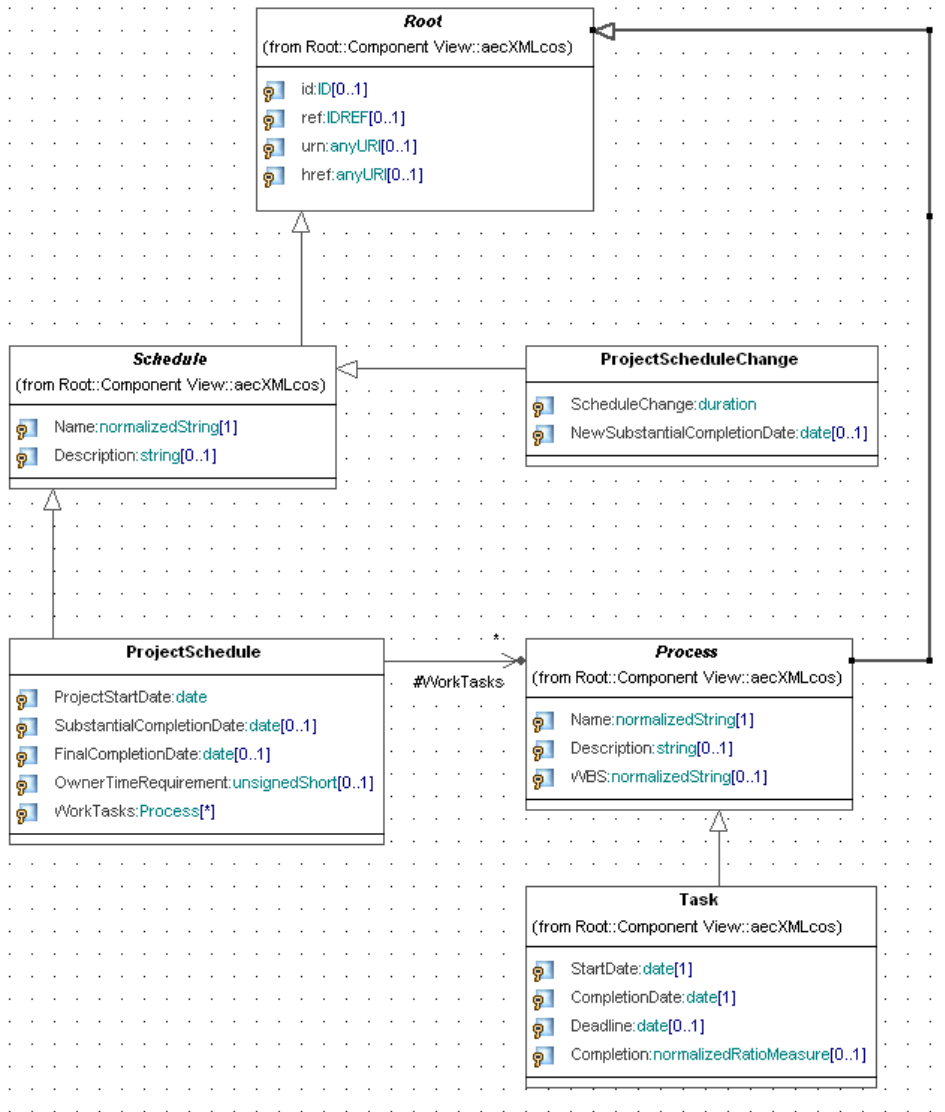 Root
(from Root::Component View::aecXMLcos)
id:ID[0..1]
ref:IDREF[0..1]
urn:anyURI[0..1]
href:anyURI[0..1]
Schedule
(from Root::Component View::aecXMLcos)
Name:normalizedString[1]
Description:string[0..1]
ProjectScheduleChange
ScheduleChange:duration
NewSubstantialCompletionDate:date[0..1]
ProjectSchedule
ProjectStartDate:date
SubstantialCompletionDate:date[0..1]
FinalCompletionDate:date[0..1]
OwnerTimeRequirement:unsignedShort[0..1]
WorkTasks:Process[*]
*
#WorkTasks
Process
(from Root::Component View::aecXMLcos)
Name:normalizedString[1]
Description:string[0..1]
WBS:normalizedString[0..1]
Task
(from Root::Component View::aecXMLcos)
StartDate:date[1]
CompletionDate:date[1]
Deadline:date[0..1]
Completion:normalizedRatioMeasure[0..1]